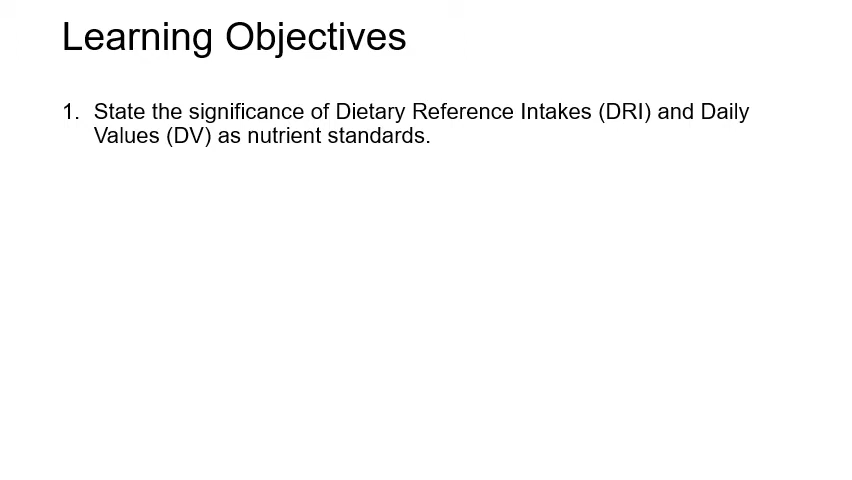 Learning Objectives
1. State the significance of Dietary Reference Intakes (DRI) and Daily
Values (DV) as nutrient standards.